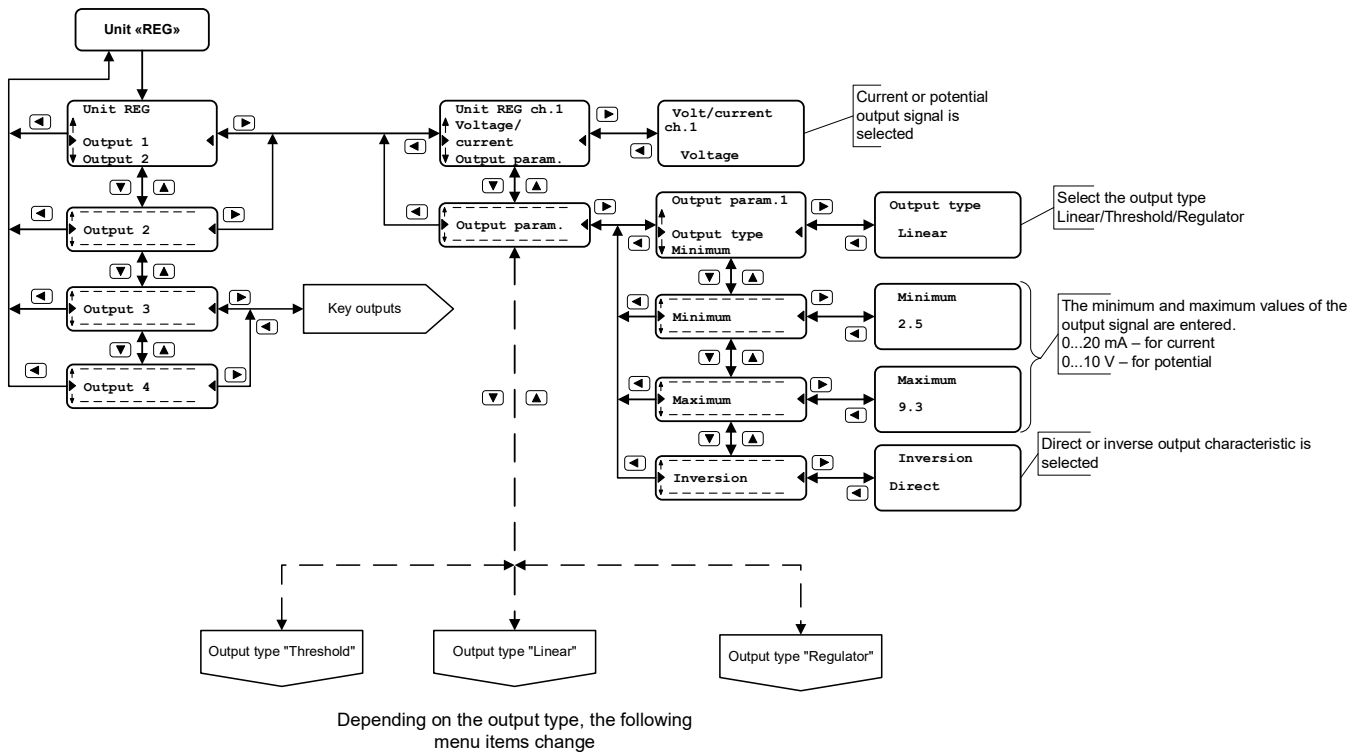 Unit «REG»
Unit REG
Output 1
Output 2
Output 2
Output 3
Output 4
Key outputs
Unit REG ch.1
Voltage/
current
Output param.
Output param.
Volt/current
ch.1
Voltage
Current or potential
output signal is
selected
Output param.1
Output type
Minimum
Minimum
Maximum
Inversion
Output type
Linear
Select the output type
Linear/Threshold/Regulator
Minimum
2.5
Maximum
9.3
The minimum and maximum values of the
output signal are entered.
0...20 mA – for current
0...10 V – for potential
Inversion
Direct
Direct or inverse output characteristic is
selected
Output type "Threshold"
Output type "Linear"
Output type "Regulator"
Depending on the output type, the following
menu items change